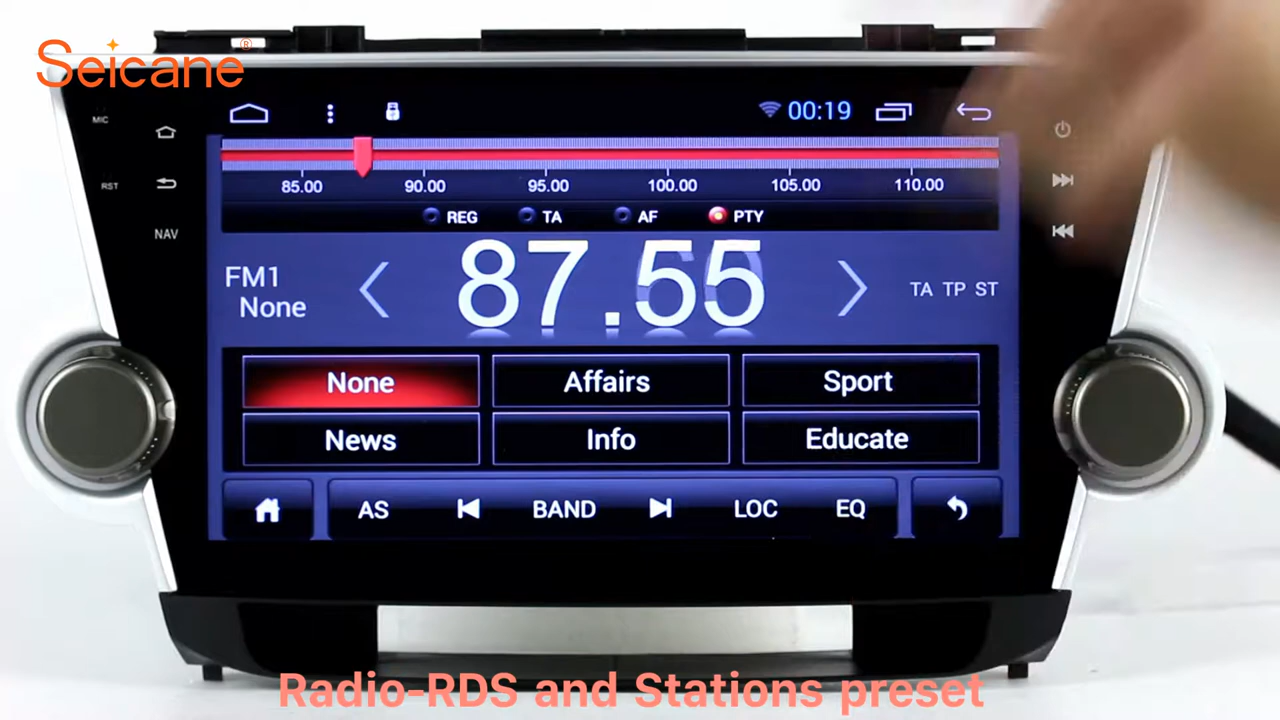 Seicane®
MIC
00:19
RST
NAV
85.00 90.00 95.00 100.00 105.00 110.00
REG TA AF PTY
FM1
None
87.55
TA TP ST
None Affairs Sport
News Info Educate
AS BAND LOC EQ
Radio-RDS and Stations preset